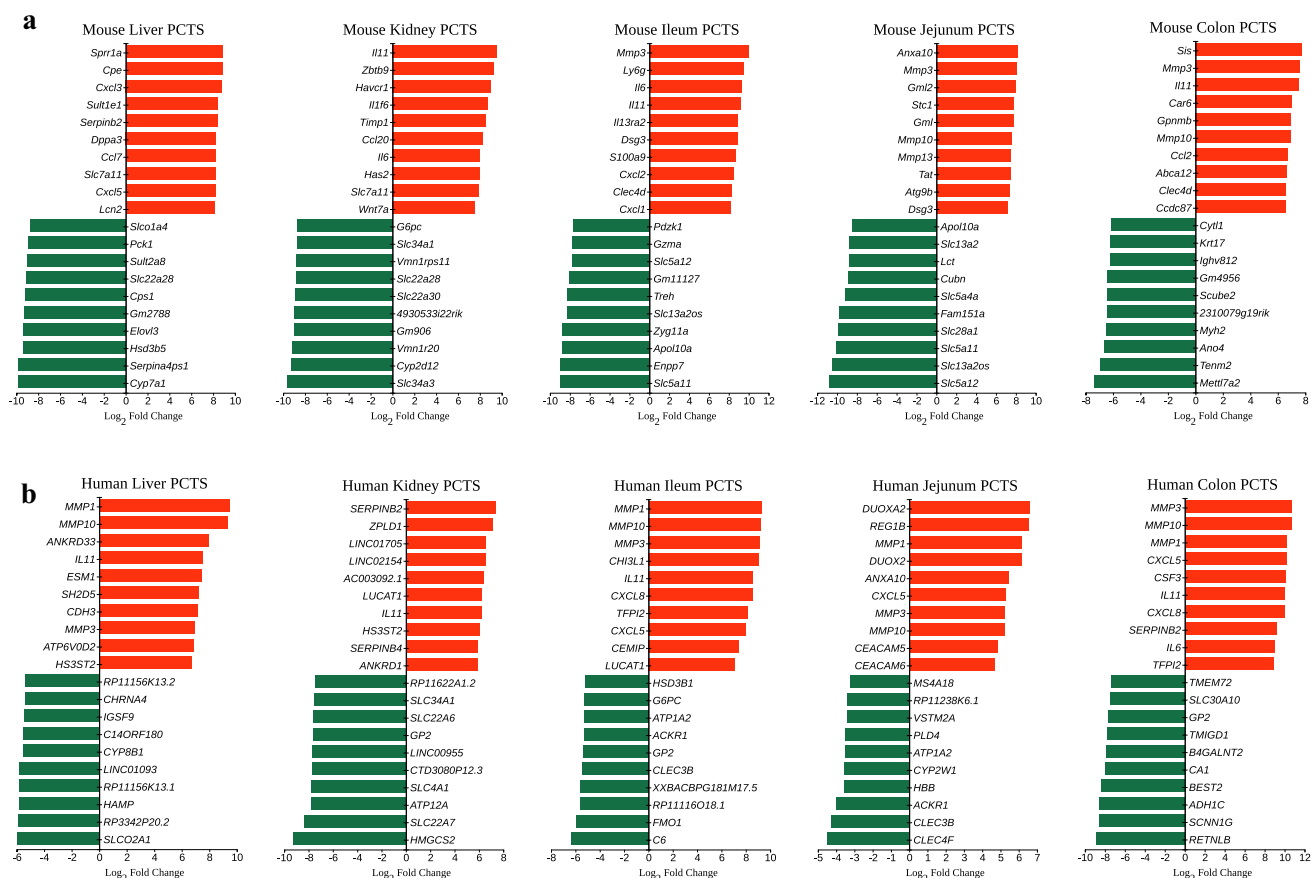 a
Mouse Liver PCTS
Sprr1a
Cpe
Cxcl3
Sult1e1
Serpinb2
Dppa3
Ccl7
Slc7a11
Cxcl5
Lcn2
Slco1a4
Pck1
Sult2a8
Slc22a28
Cps1
Gm2788
Elovl3
Hsd3b5
Serpina4ps1
Cyp7a1
-10 -8 -6 -4 -2 0 2 4 6 8 10
Log2 Fold Change
Mouse Kidney PCTS
Il11
Zbtb9
Havcr1
Il1f6
Timp1
Ccl20
Il6
Has2
Slc7a11
Wnt7a
G6pc
Slc34a1
Vmn1rps11
Slc22a28
Slc22a30
4930533i22rik
Gm906
Vmn1r20
Cyp2d12
Slc34a3
-10 -8 -6 -4 -2 0 2 4 6 8 10
Log2 Fold Change
Mouse Ileum PCTS
Mmp3
Ly6g
Il6
Il11
Il13ra2
Dsg3
S100a9
Cxcl2
Clec4d
Cxcl1
Pdzk1
Gzma
Slc5a12
Gm11127
Treh
Slc13a2os
Zyg11a
Apol10a
Enpp7
Slc5a11
-10 -8 -6 -4 -2 0 2 4 6 8 10 12
Log2 Fold Change
Mouse Jejunum PCTS
Anxa10
Mmp3
Gml2
Stc1
Gml
Mmp10
Mmp13
Tat
Atg9b
Dsg3
Apol10a
Slc13a2
Lct
Cubn
Slc5a4a
Fam151a
Slc28a1
Slc5a11
Slc13a2os
Slc5a12
-12 -10 -8 -6 -4 -2 0 2 4 6 8 10
Log2 Fold Change
Mouse Colon PCTS
Sis
Mmp3
Il11
Car6
Gpnmb
Mmp10
Ccl2
Abca12
Clec4d
Ccdc87
Cytl1
Krt17
Ighv812
Gm4956
Scube2
2310079g19rik
Myh2
Ano4
Tenm2
Mettl7a2
-8 -6 -4 -2 0 2 4 6 8
Log2 Fold Change
b
Human Liver PCTS
MMP1
MMP10
ANKRD33
IL11
ESM1
SH2D5
CDH3
MMP3
ATP6V0D2
HS3ST2
RP11156K13.2
CHRNA4
IGSF9
C14ORF180
CYP8B1
LINC01093
RP11156K13.1
HAMP
RP3342P20.2
SLCO2A1
-6 -4 -2 0 2 4 6 8 10
Log2 Fold Change
Human Kidney PCTS
SERPINB2
ZPLD1
LINC01705
LINC02154
AC003092.1
LUCAT1
IL11
HS3ST2
SERPINB4
ANKRD1
RP11622A1.2
SLC34A1
SLC22A6
GP2
LINC00955
CTD3080P12.3
SLC4A1
ATP12A
SLC22A7
HMGCS2
-10 -8 -6 -4 -2 0 2 4 6 8
Log2 Fold Change
Human Ileum PCTS
MMP1
MMP10
MMP3
CHI3L1
IL11
CXCL8
TFPI2
CXCL5
CEMIP
LUCAT1
HSD3B1
G6PC
ATP1A2
ACKR1
GP2
CLEC3B
XXBACBPG181M17.5
RP11116O18.1
FMO1
C6
-8 -6 -4 -2 0 2 4 6 8 10
Log2 Fold Change
Human Jejunum PCTS
DUOXA2
REG1B
MMP1
DUOX2
ANXA10
CXCL5
MMP3
MMP10
CEACAM5
CEACAM6
MS4A18
RP11238K6.1
VSTM2A
PLD4
ATP1A2
CYP2W1
HBB
ACKR1
CLEC3B
CLEC4F
-5 -4 -3 -2 -1 0 1 2 3 4 5 6 7
Log2 Fold Change
Human Colon PCTS
MMP3
MMP10
MMP1
CXCL5
CSF3
IL11
CXCL8
SERPINB2
IL6
TFPI2
TMEM72
SLC30A10
GP2
TMIGD1
B4GALNT2
CA1
BEST2
ADH1C
SCNN1G
RETNLB
-10 -8 -6 -4 -2 0 2 4 6 8 10 12
Log2 Fold Change